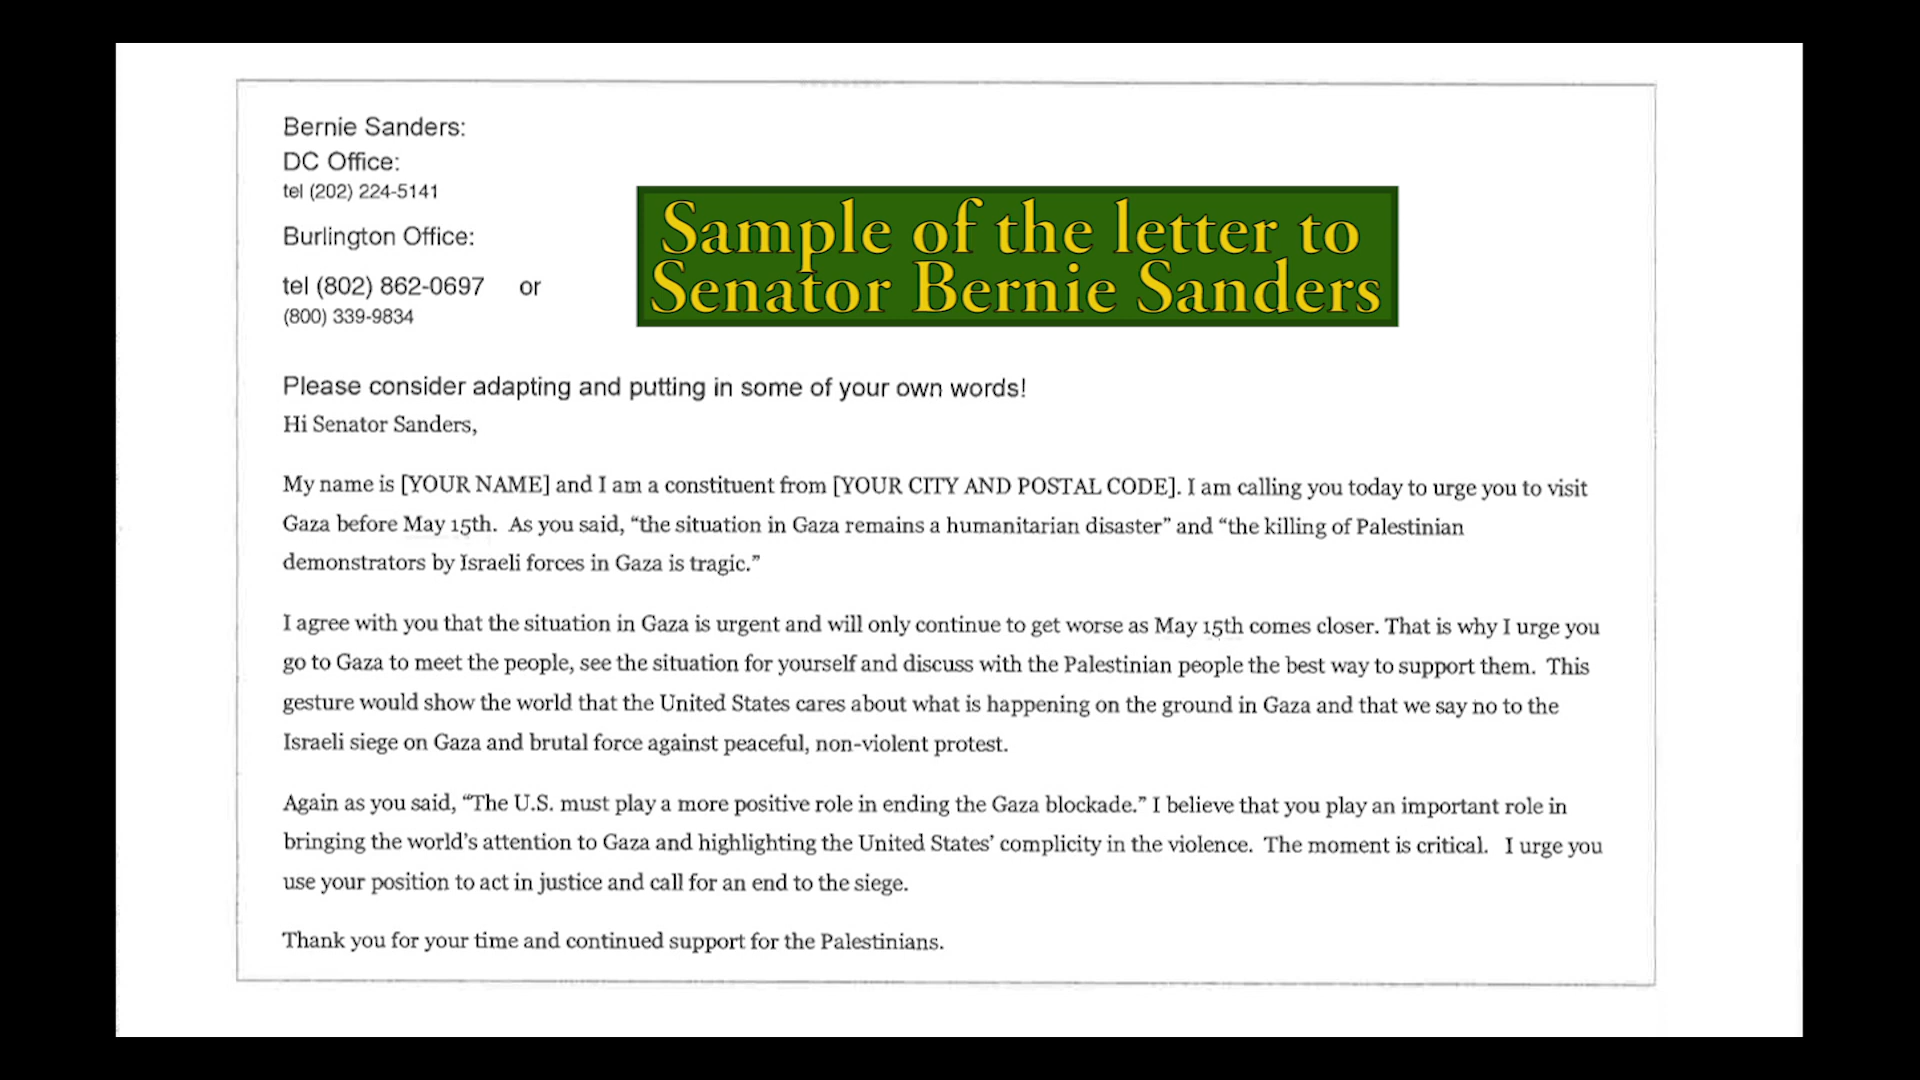 Bernie Sanders:
DC Office:
tel (202) 224-5141
Burlington Office:
tel (802) 862-0697 or
(800) 339-9834
Sample of the letter to
Senator Bernie Sanders
Please consider adapting and putting in some of your own words!
Hi Senator Sanders,
My name is [YOUR NAME] and I am a constituent from [YOUR CITY AND POSTAL CODE]. I am calling you today to urge you to visit
Gaza before May 15th. As you said, “the situation in Gaza remains a humanitarian disaster” and “the killing of Palestinian
demonstrators by Israeli forces in Gaza is tragic.”
I agree with you that the situation in Gaza is urgent and will only continue to get worse as May 15th comes closer. That is why I urge you
go to Gaza to meet the people, see the situation for yourself and discuss with the Palestinian people the best way to support them. This
gesture would show the world that the United States cares about what is happening on the ground in Gaza and that we say no to the
Israeli siege on Gaza and brutal force against peaceful, non-violent protest.
Again as you said, “The U.S. must play a more positive role in ending the Gaza blockade.” I believe that you play an important role in
bringing the world’s attention to Gaza and highlighting the United States’ complicity in the violence. The moment is critical. I urge you
use your position to act in justice and call for an end to the siege.
Thank you for your time and continued support for the Palestinians.